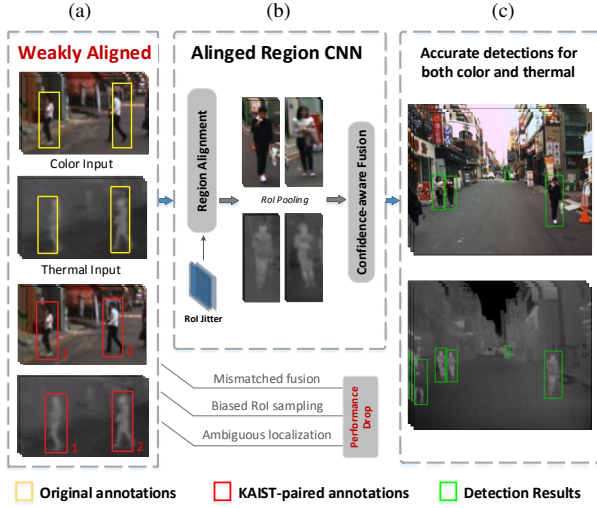 (a)
(b)
(c)
Weakly Aligned
Color Input
Thermal Input
1
2
1
2
Alinged Region CNN
Region Alignment
RoI Pooling
RoI Jitter
Confidence-aware Fusion
Mismatched fusion
Biased RoI sampling
Ambiguous localization
Performance
Drop
Accurate detections for
both color and thermal
Original annotations
KAIST-paired annotations
Detection Results